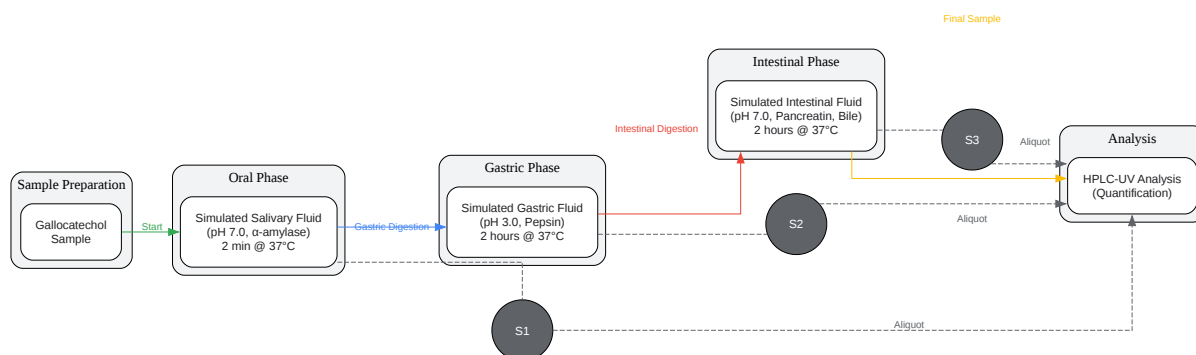 Sample Preparation
Gallocatechol
Sample
Start
Oral Phase
Simulated Salivary Fluid
(pH 7.0, α-amylase)
2 min @ 37°C
Gastric Digestion
Gastric Phase
Simulated Gastric Fluid
(pH 3.0, Pepsin)
2 hours @ 37°C
S1
Aliquot
Intestinal Digestion
Intestinal Phase
Simulated Intestinal Fluid
(pH 7.0, Pancreatin, Bile)
2 hours @ 37°C
S2
Aliquot
S3
Aliquot
Final Sample
Analysis
HPLC-UV Analysis
(Quantification)